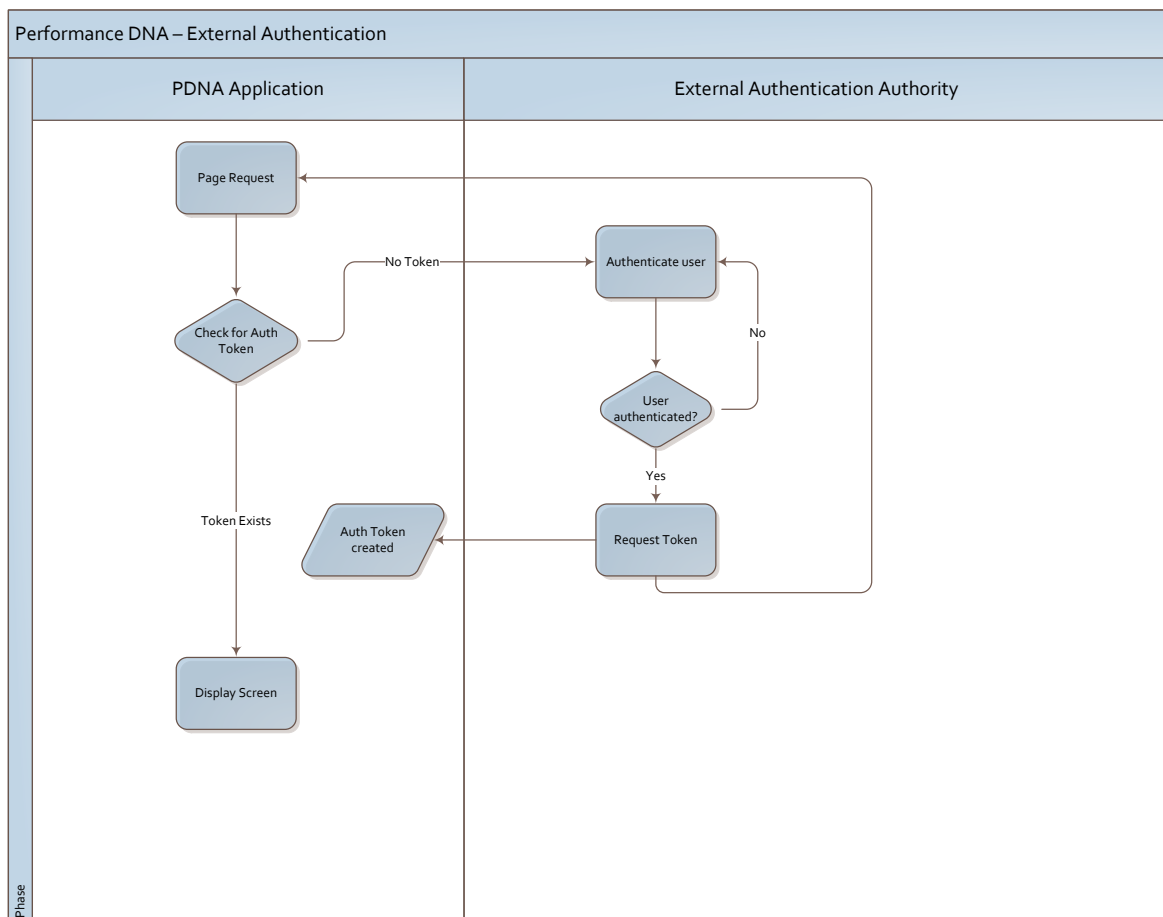 Performance DNA – External Authentication
PDNA Application
External Authentication Authority
Page Request
No Token
Authenticate user
Check for Auth
Token
No
User
authenticated?
Yes
Token Exists
Auth Token
created
Request Token
Display Screen
Phase